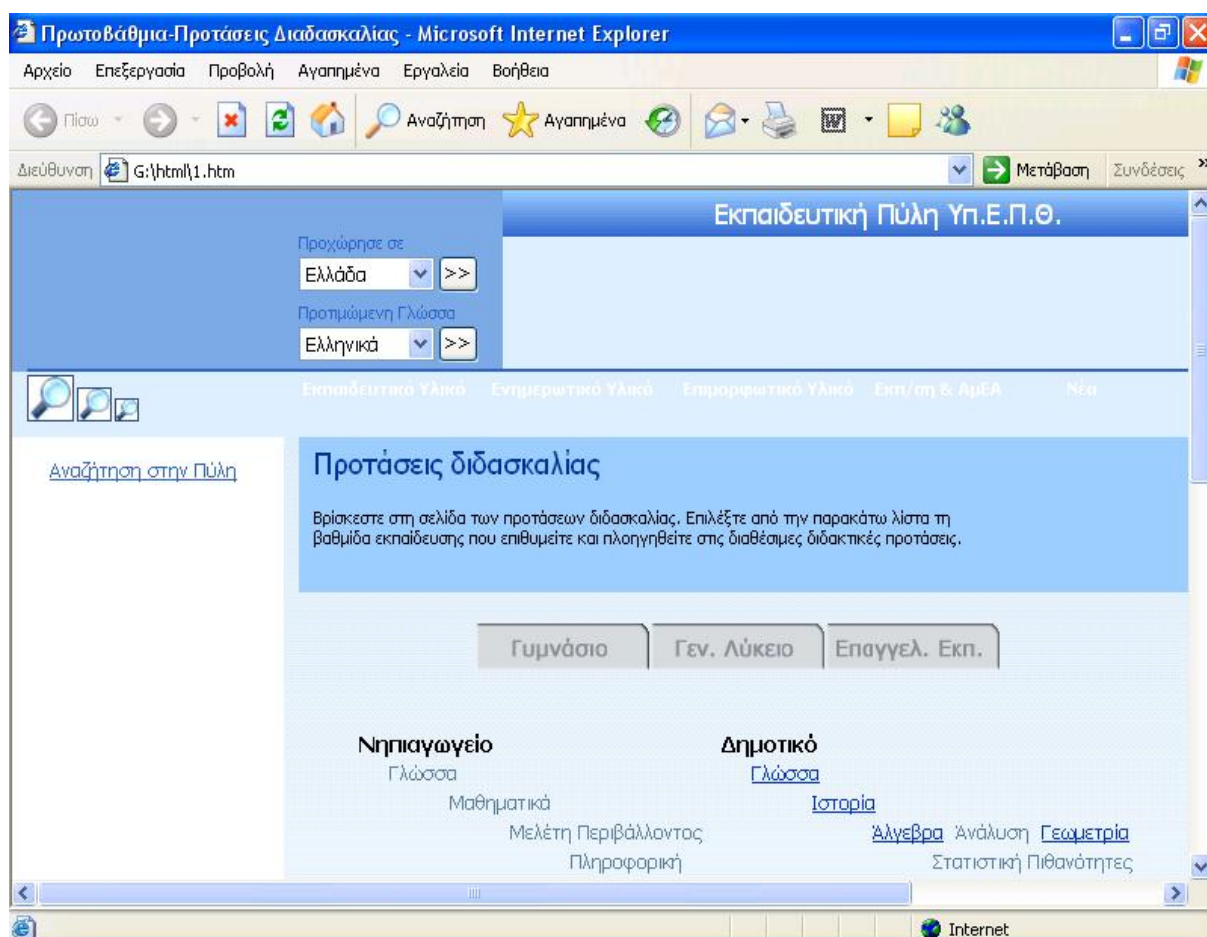 Πρωτοβάθμια-Προτάσεις Διαδασκαλίας - Microsoft Internet Explorer
Αρχείο Επεξεργασία Προβολή Αγαπημένα Εργαλεία Βοήθεια
Πίσω Αναζήτηση Αγαπημένα
Διεύθυνση G:\html\1.htm Μετάβαση Συνδέσεις »
Εκπαιδευτική Πύλη Υπ.Ε.Π.Θ.
Προχώρησε σε
Ελλάδα >>
Προτιμώμενη Γλώσσα
Ελληνικά >>
Εκπαιδευτικό Υλικό Ενημερωτικό Υλικό Επιμορφωτικό Υλικό Εκπ/ση & ΑμΕΑ Νέα
Αναζήτηση στην Πύλη
Προτάσεις διδασκαλίας
Βρίσκεστε στη σελίδα των προτάσεων διδασκαλίας. Επιλέξτε από την παρακάτω λίστα τη
βαθμίδα εκπαίδευσης που επιθυμείτε και πλοηγηθείτε στις διαθέσιμες διδακτικές προτάσεις.
Γυμνάσιο Γεν. Λύκειο Επαγγελ. Εκπ.
Νηπιαγωγείο Δημοτικό
Γλώσσα Γλώσσα
Μαθηματικά Ιστορία
Μελέτη Περιβάλλοντος Άλγεβρα Άνάλυση Γεωμετρία
Πληροφορική Στατιστική Πιθανότητες
Internet